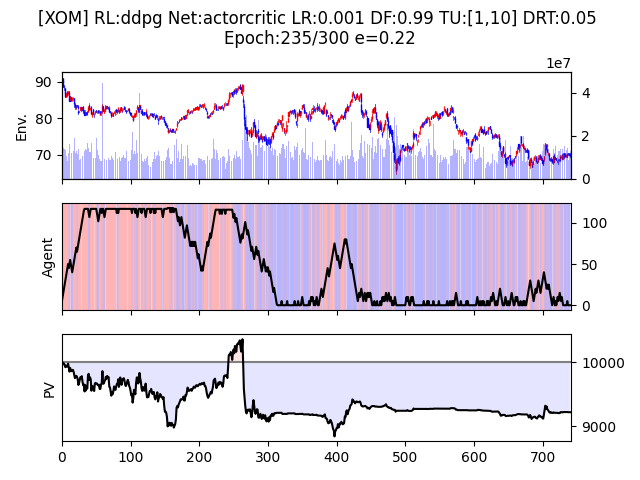 [XOM] RL:ddpg Net:actorcritic LR:0.001 DF:0.99 TU:[1,10] DRT:0.05
Epoch:235/300 e=0.22
1e7
Env.
90
80
70
4
2
0
Agent
100
50
0
PV
10000
9000
0 100 200 300 400 500 600 700